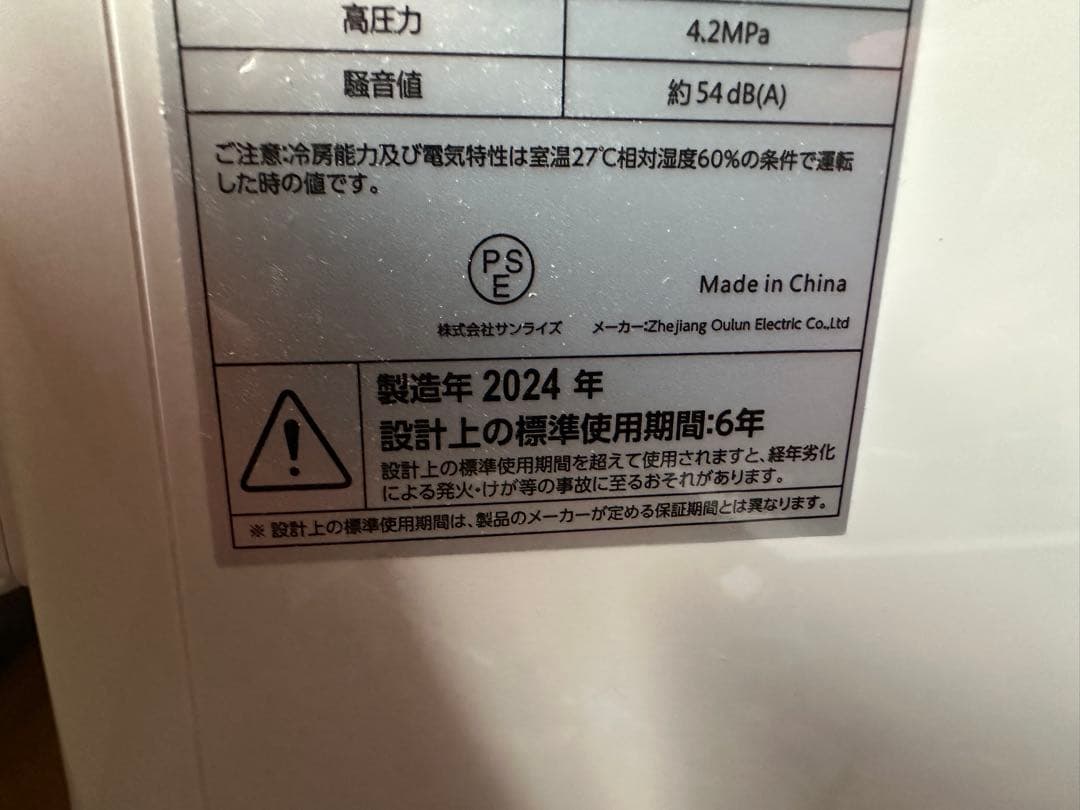 高圧力 4.2MPa
騒音値 約54dB(A)
ご注意:冷房能力及び電気特性は室温27℃相対湿度60%の条件で運転
した時の値です。
PS
E
Made in China
株式会社サンライズ メーカー:Zhejiang Oulun Electric Co.,Ltd
製造年 2024 年
設計上の標準使用期間:6年
設計上の標準使用期間を超えて使用されますと、経年劣化
による発火・けが等の事故に至るおそれがあります。
※ 設計上の標準使用期間は、製品のメーカーが定める保証期間とは異なります。